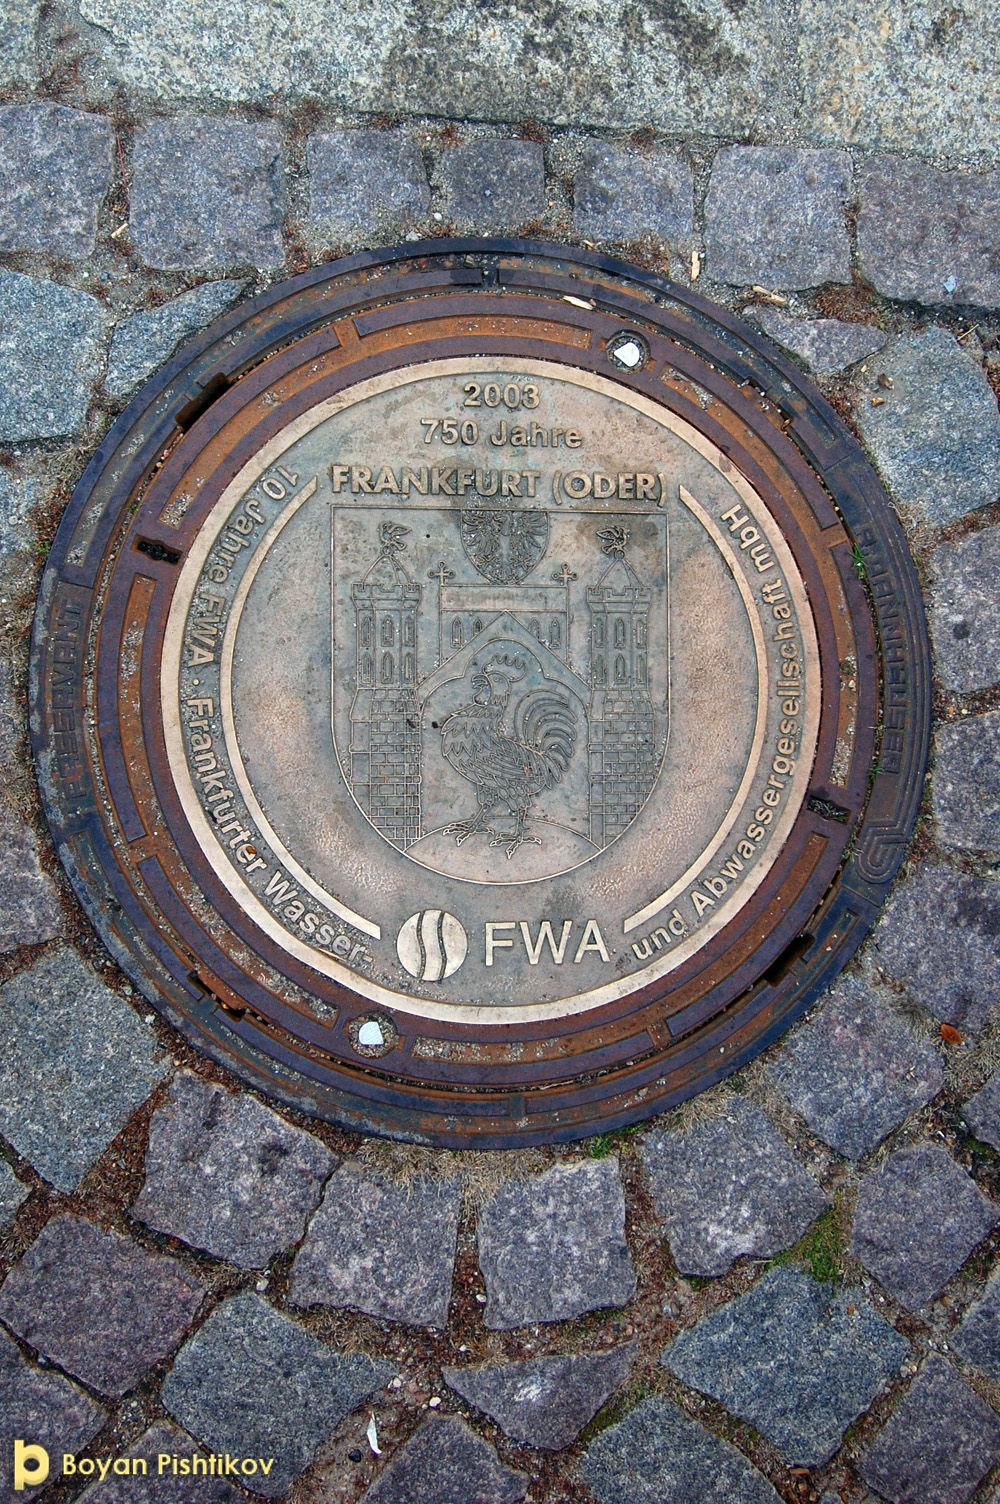 2003
750 Jahre
FRANKFURT (ODER)
10 Jahre FWA · Frankfurter Wasser-
und Abwassergesellschaft mbH
FWA
Boyan Pishtikov